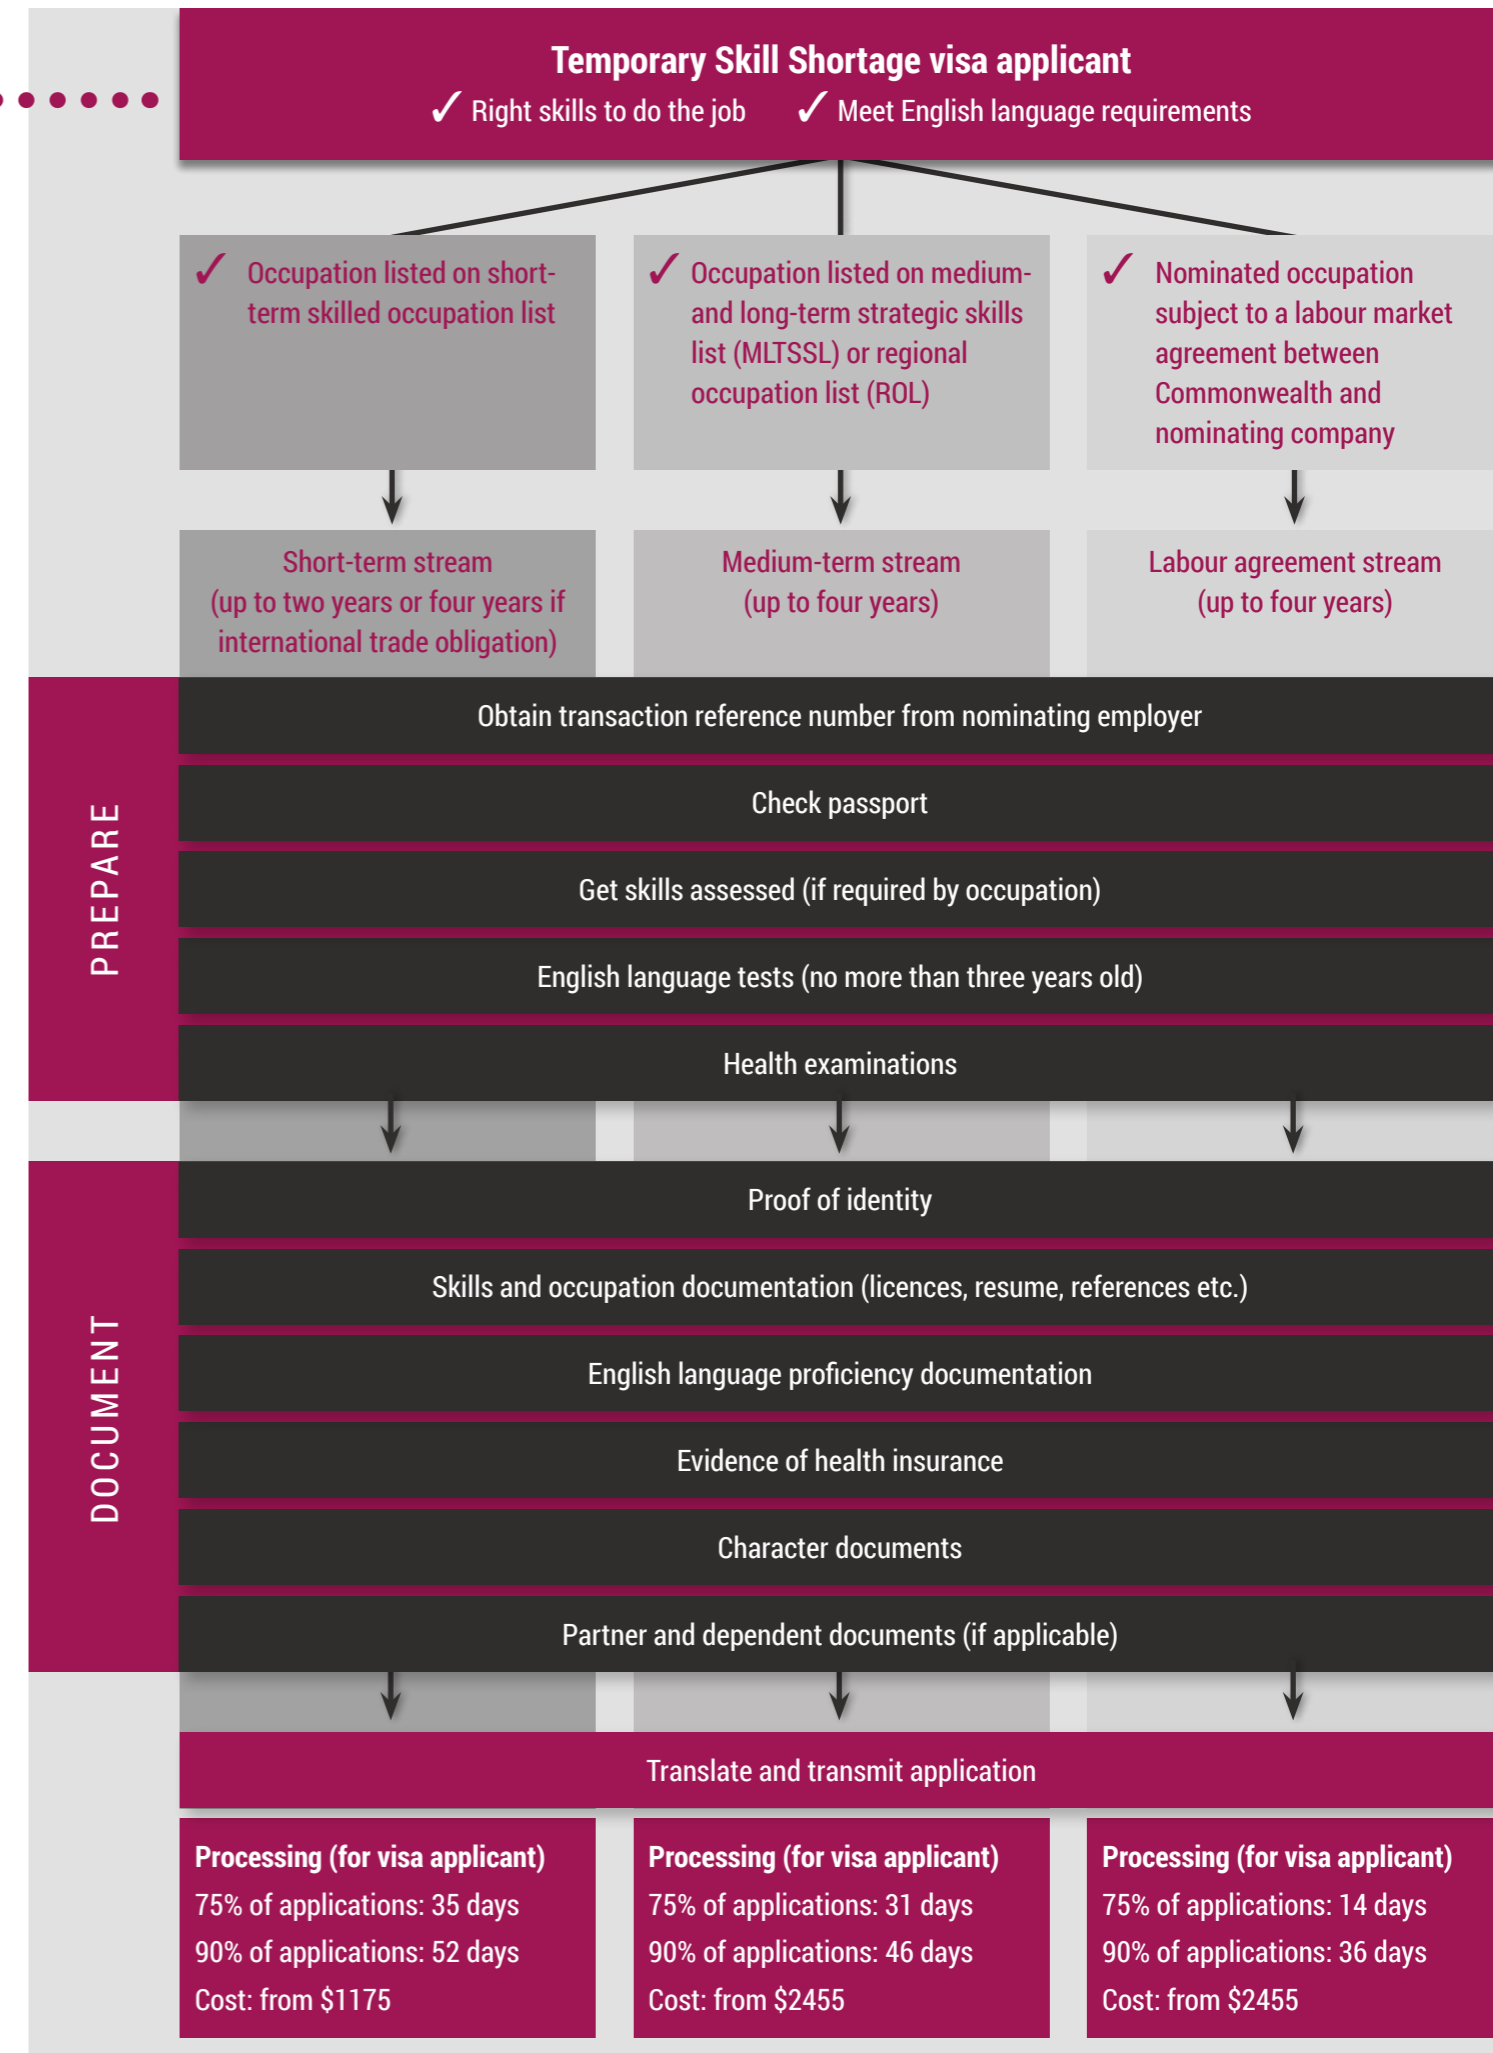 Temporary Skill Shortage visa applicant
✓ Right skills to do the job ✓ Meet English language requirements
✓ Occupation listed on short-
term skilled occupation list
✓ Occupation listed on medium-
and long-term strategic skills
list (MLTSSL) or regional
occupation list (ROL)
✓ Nominated occupation
subject to a labour market
agreement between
Commonwealth and
nominating company
Short-term stream
(up to two years or four years if
international trade obligation)
Medium-term stream
(up to four years)
Labour agreement stream
(up to four years)
PREPARE
Obtain transaction reference number from nominating employer
Check passport
Get skills assessed (if required by occupation)
English language tests (no more than three years old)
Health examinations
DOCUMENT
Proof of identity
Skills and occupation documentation (licences, resume, references etc.)
English language proficiency documentation
Evidence of health insurance
Character documents
Partner and dependent documents (if applicable)
Translate and transmit application
Processing (for visa applicant)
75% of applications: 35 days
90% of applications: 52 days
Cost: from $1175
Processing (for visa applicant)
75% of applications: 31 days
90% of applications: 46 days
Cost: from $2455
Processing (for visa applicant)
75% of applications: 14 days
90% of applications: 36 days
Cost: from $2455